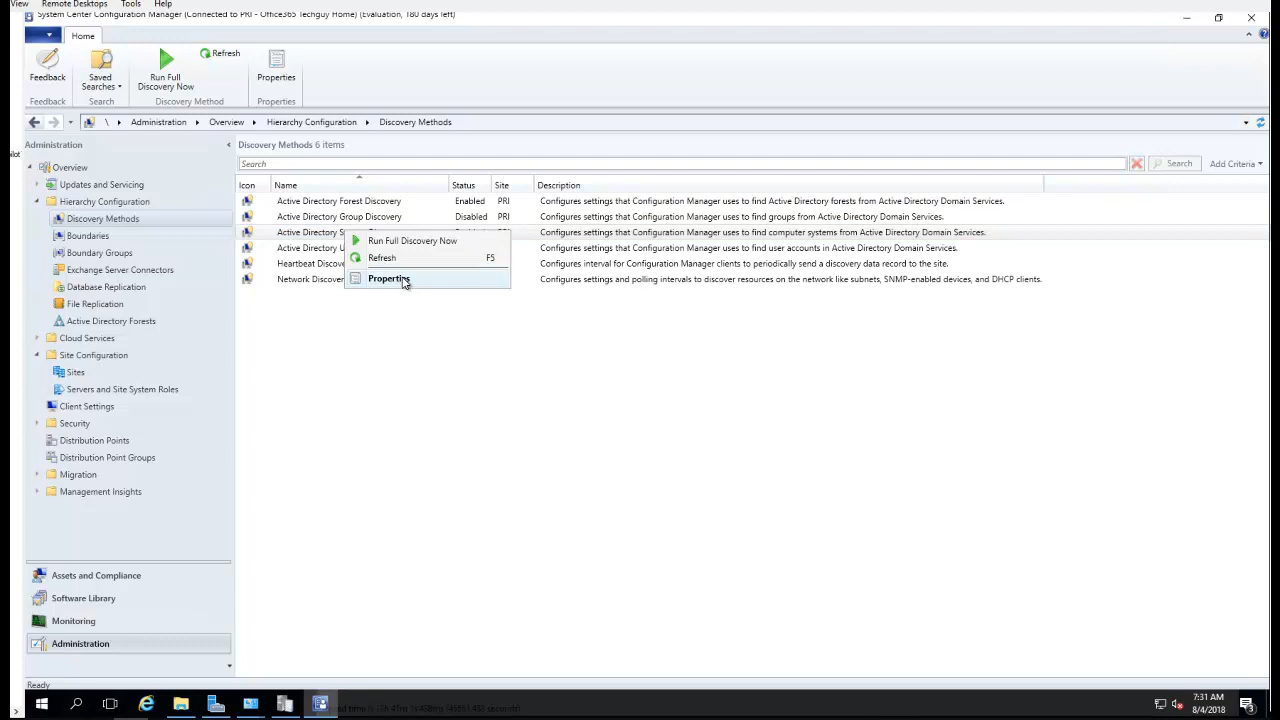 View Remote Desktops Tools Help
System Center Configuration Manager (Connected to PRI - Office365 Techguy Home) (Evaluation, 180 days left)
Home
Feedback
Saved Searches
Run Full Discovery Now
Refresh
Properties
Feedback Search Discovery Method Properties
\ Administration Overview Hierarchy Configuration Discovery Methods
Administration
Overview
Updates and Servicing
Hierarchy Configuration
Discovery Methods
Boundaries
Boundary Groups
Exchange Server Connectors
Database Replication
File Replication
Active Directory Forests
Cloud Services
Site Configuration
Sites
Servers and Site System Roles
Client Settings
Security
Distribution Points
Distribution Point Groups
Migration
Management Insights
Assets and Compliance
Software Library
Monitoring
Administration
Discovery Methods 6 items
Search Search Add Criteria
Icon Name Status Site Description
Active Directory Forest Discovery Enabled PRI Configures settings that Configuration Manager uses to find Active Directory forests from Active Directory Domain Services.
Active Directory Group Discovery Disabled PRI Configures settings that Configuration Manager uses to find groups from Active Directory Domain Services.
Active Directory S Configures settings that Configuration Manager uses to find computer systems from Active Directory Domain Services.
Active Directory U Configures settings that Configuration Manager uses to find user accounts in Active Directory Domain Services.
Heartbeat Discov Configures interval for Configuration Manager clients to periodically send a discovery data record to the site.
Network Discover Configures settings and polling intervals to discover resources on the network like subnets, SNMP-enabled devices, and DHCP clients.
Run Full Discovery Now
Refresh F5
Properties
Ready
7:31 AM
8/4/2018